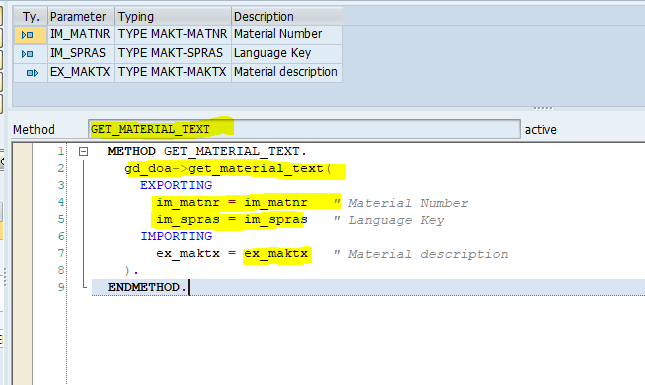 Ty. Parameter Typing Description
IM_MATNR TYPE MAKT-MATNR Material Number
IM_SPRAS TYPE MAKT-SPRAS Language Key
EX_MAKTX TYPE MAKT-MAKTX Material description
Method GET_MATERIAL_TEXT active
1 METHOD GET_MATERIAL_TEXT.
2 gd_doa->get_material_text(
3 EXPORTING
4 im_matnr = im_matnr " Material Number
5 im_spras = im_spras " Language Key
6 IMPORTING
7 ex_maktx = ex_maktx " Material description
8 ).
9 ENDMETHOD.